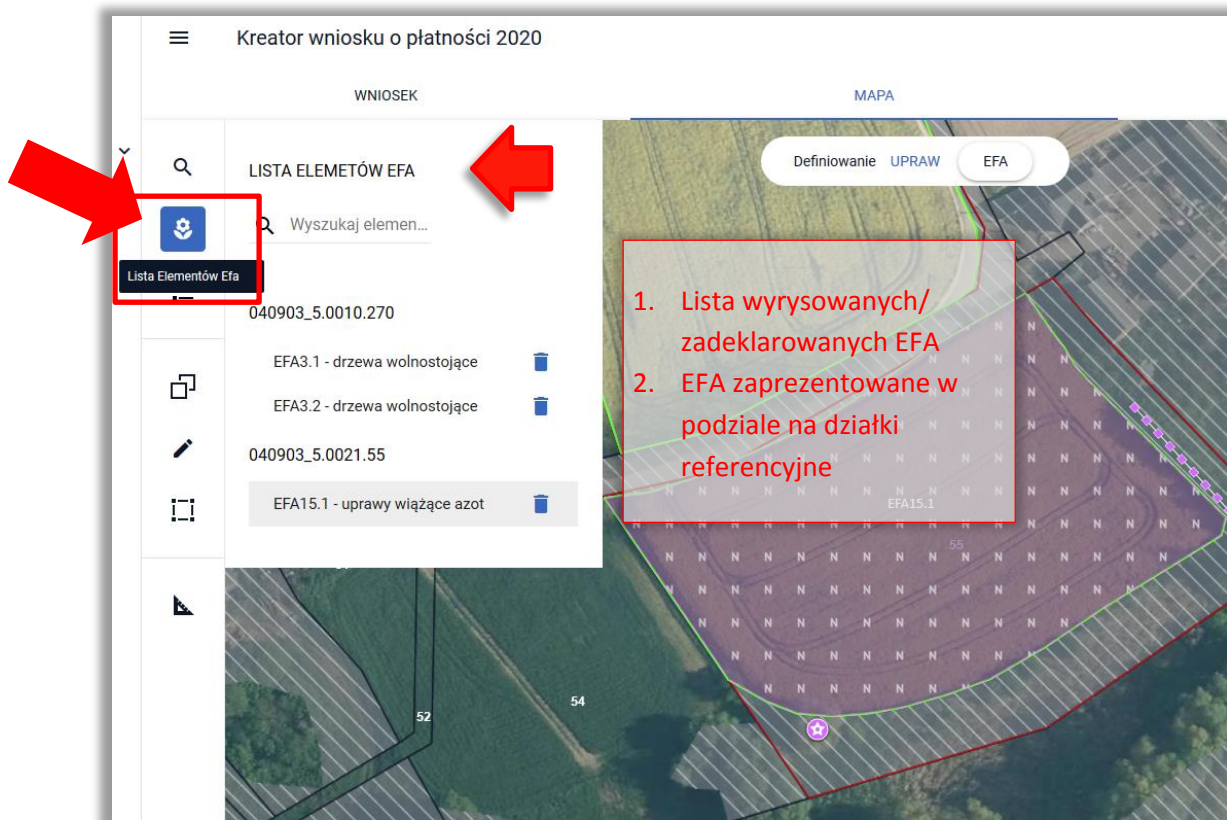 Kreator wniosku o płatności 2020
WNIOSEK
MAPA
LISTA ELEMETÓW EFA
Wyszukaj elemen...
Lista Elementów Efa
040903_5.0010.270
EFA3.1 - drzewa wolnostojące
EFA3.2 - drzewa wolnostojące
040903_5.0021.55
EFA15.1 - uprawy wiążące azot
Definiowanie UPRAW EFA
1. Lista wyrysowanych/
zadeklarowanych EFA
2. EFA zaprezentowane w
podziale na działki
referencyjne
EFA15.1
55
54
52